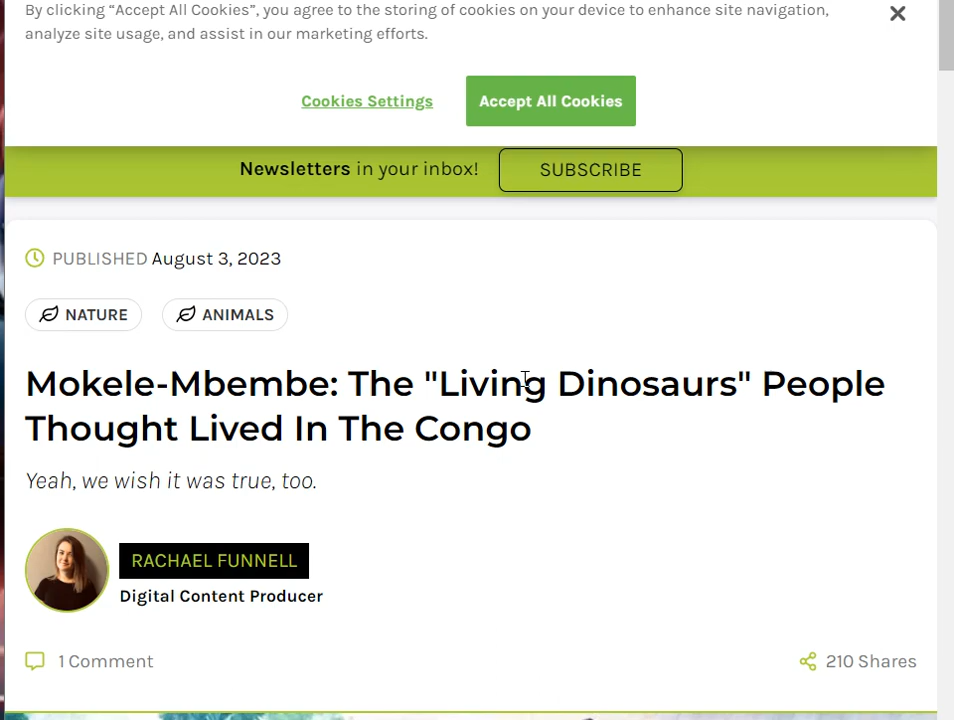 By clicking “Accept All Cookies”, you agree to the storing of cookies on your device to enhance site navigation,
analyze site usage, and assist in our marketing efforts.
Cookies Settings
Accept All Cookies
Newsletters in your inbox!
SUBSCRIBE
PUBLISHED August 3, 2023
NATURE
ANIMALS
Mokele-Mbembe: The "Living Dinosaurs" People
Thought Lived In The Congo
Yeah, we wish it was true, too.
RACHAEL FUNNELL
Digital Content Producer
1 Comment
210 Shares